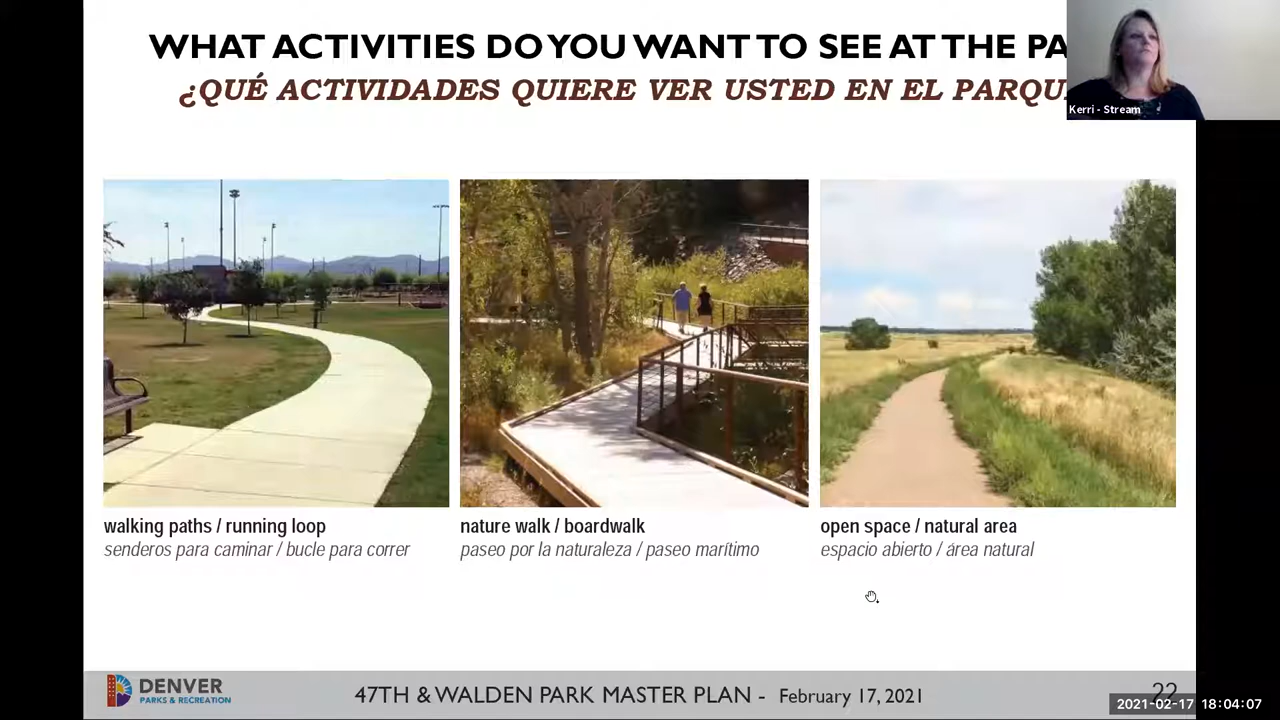 WHAT ACTIVITIES DO YOU WANT TO SEE AT THE PA
¿QUÉ ACTIVIDADES QUIERE VER USTED EN EL PARQU
Kerri - Stream
walking paths / running loop
senderos para caminar / bucle para correr
nature walk / boardwalk
paseo por la naturaleza / paseo marítimo
open space / natural area
espacio abierto / área natural
DENVER
PARKS & RECREATION
47TH & WALDEN PARK MASTER PLAN - February 17, 2021
22
2021-02-17 18:04:07